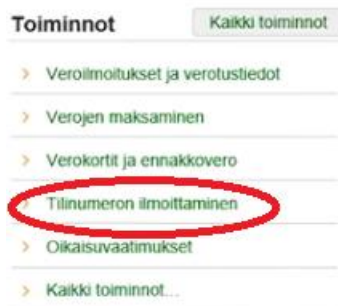 Toiminnot
Kaikki toiminnot
Veroilmoitukset ja verotustiedot
Verojen maksaminen
Verokortit ja ennakkovero
Tilinumeron ilmoittaminen
Oikaisuvaatimukset
Kaikki toiminnot...